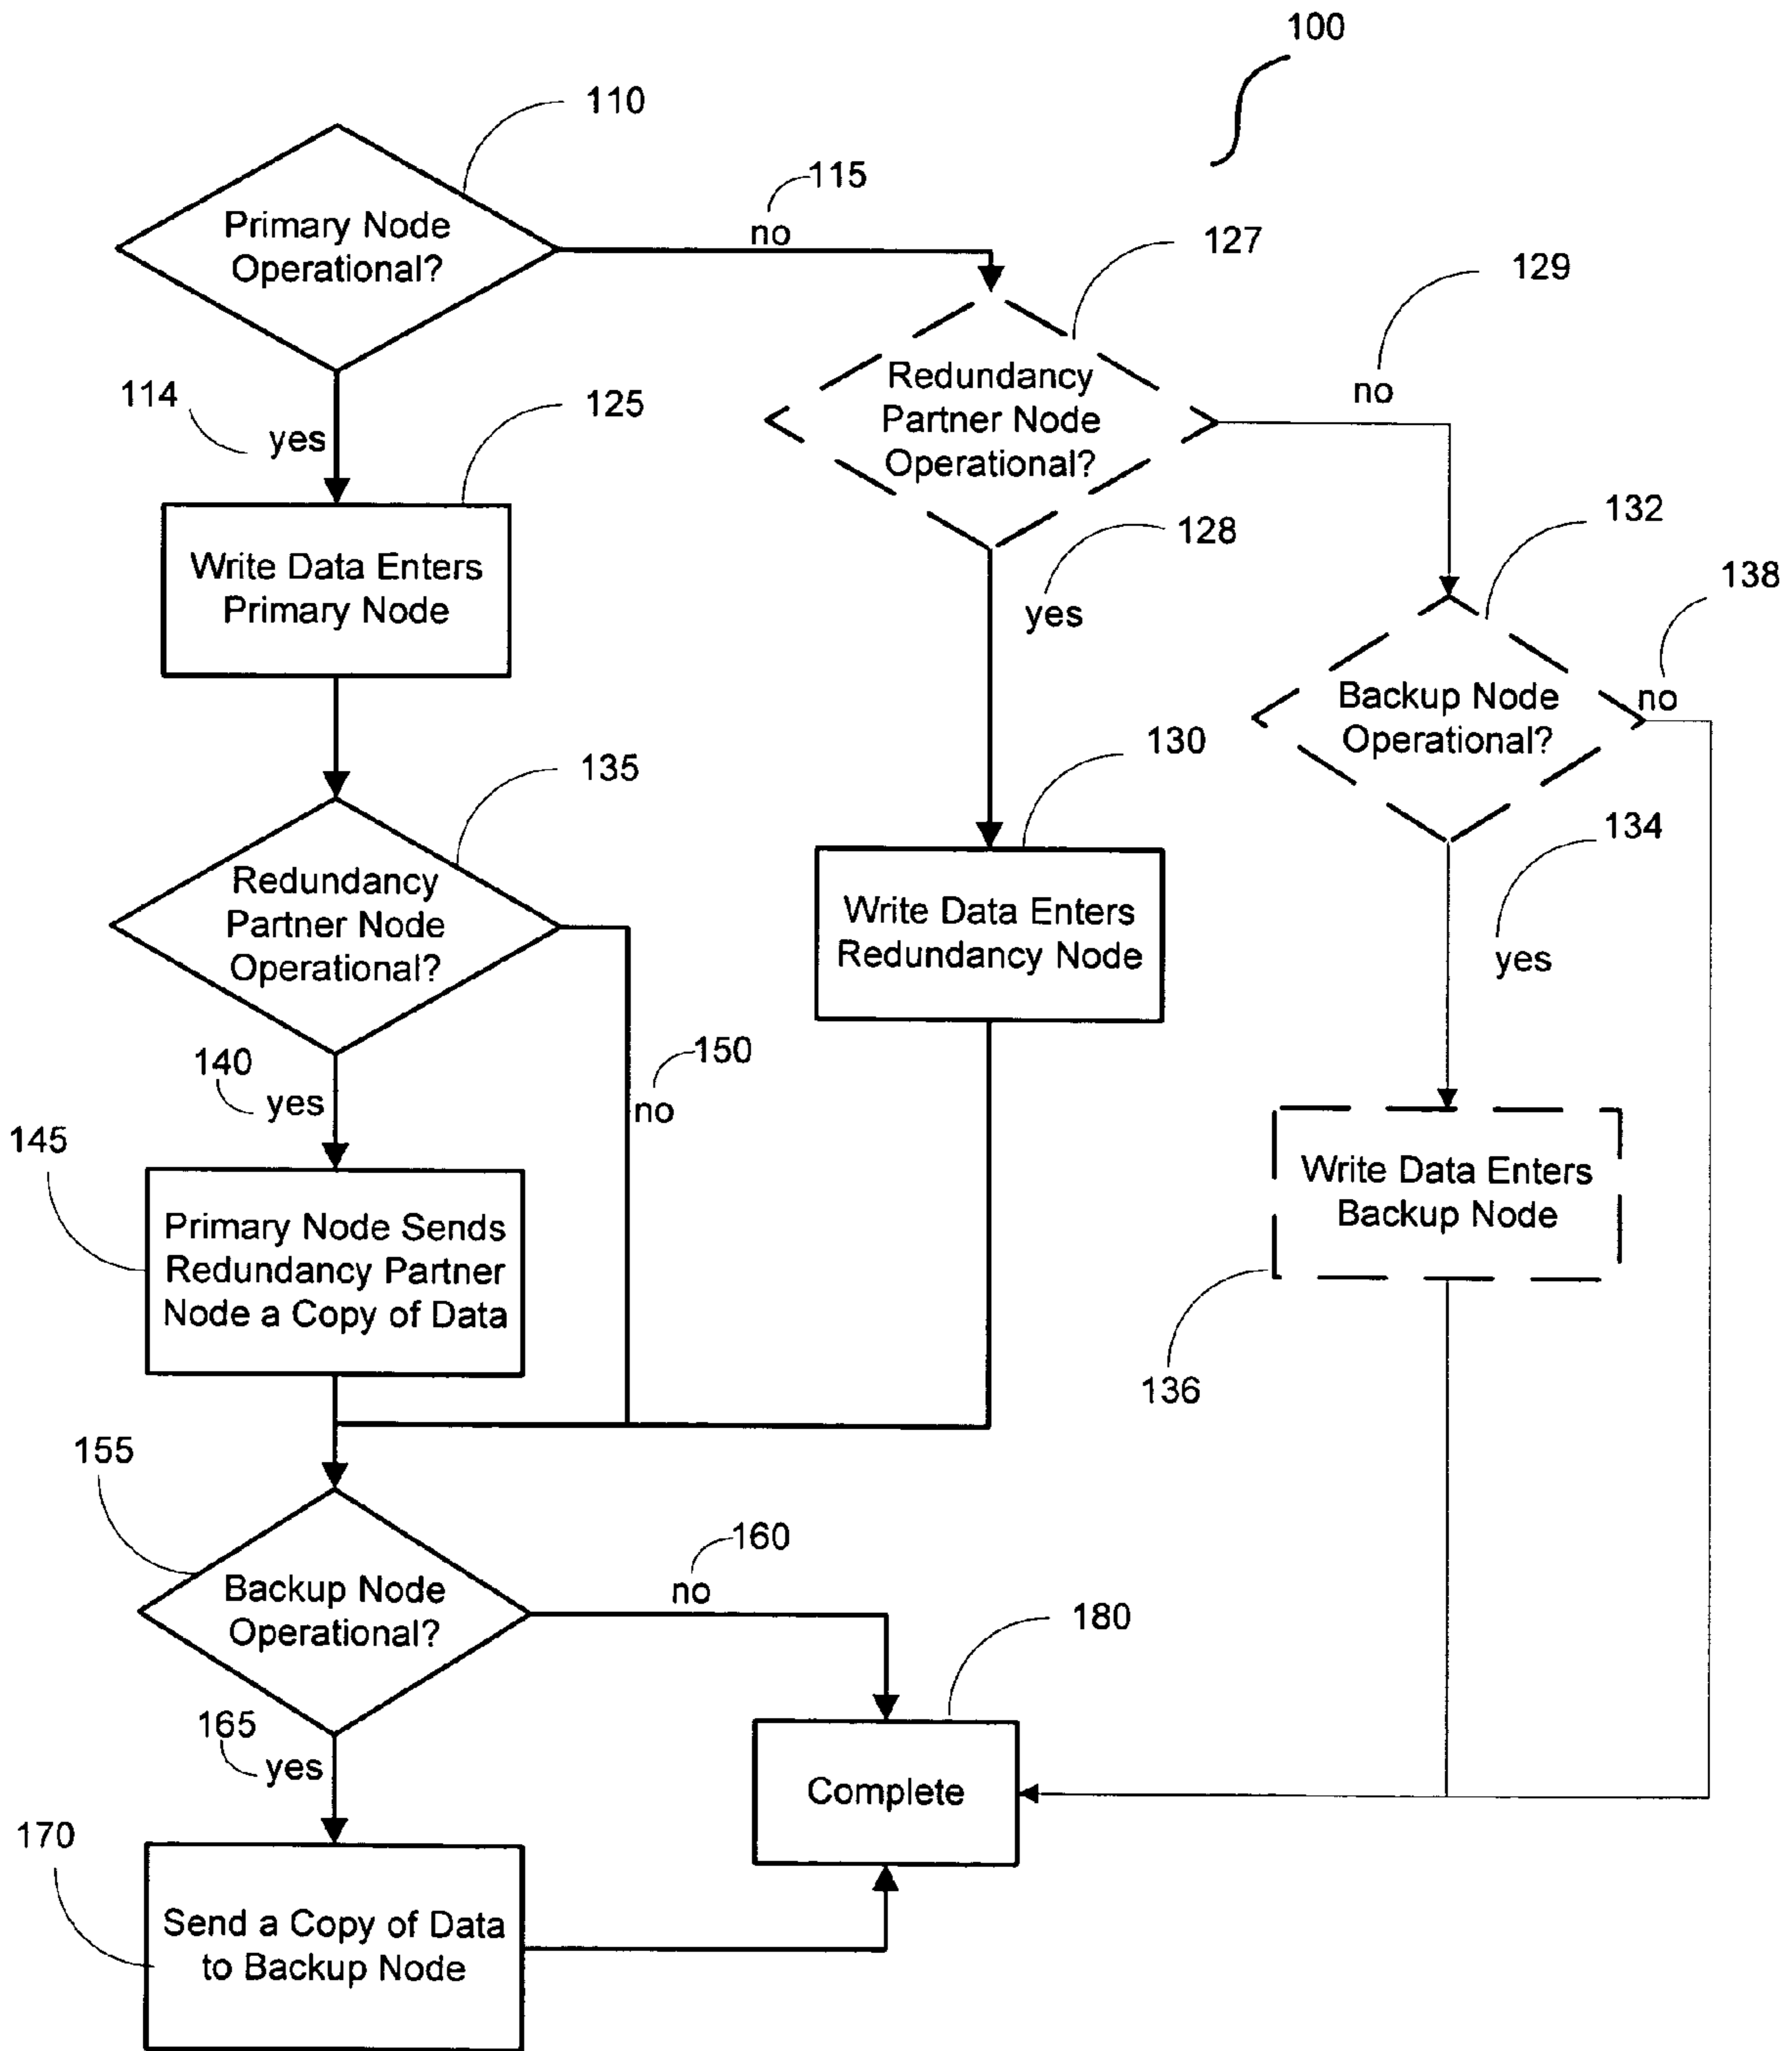 100
110
Primary Node
Operational?
115
no
127
129
no
Redundancy
Partner Node
Operational?
114
yes
125
Write Data Enters
Primary Node
128
yes
132
138
no
Backup Node
Operational?
135
Redundancy
Partner Node
Operational?
130
Write Data Enters
Redundancy Node
134
yes
140
yes
150
no
145
Primary Node Sends
Redundancy Partner
Node a Copy of Data
Write Data Enters
Backup Node
136
155
Backup Node
Operational?
160
no
180
Complete
165
yes
170
Send a Copy of Data
to Backup Node